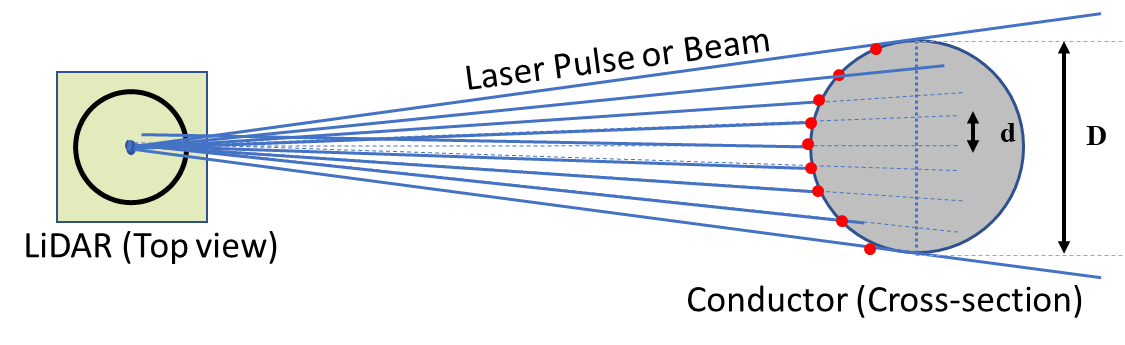 Laser Pulse or Beam
d
D
LiDAR (Top view)
Conductor (Cross-section)